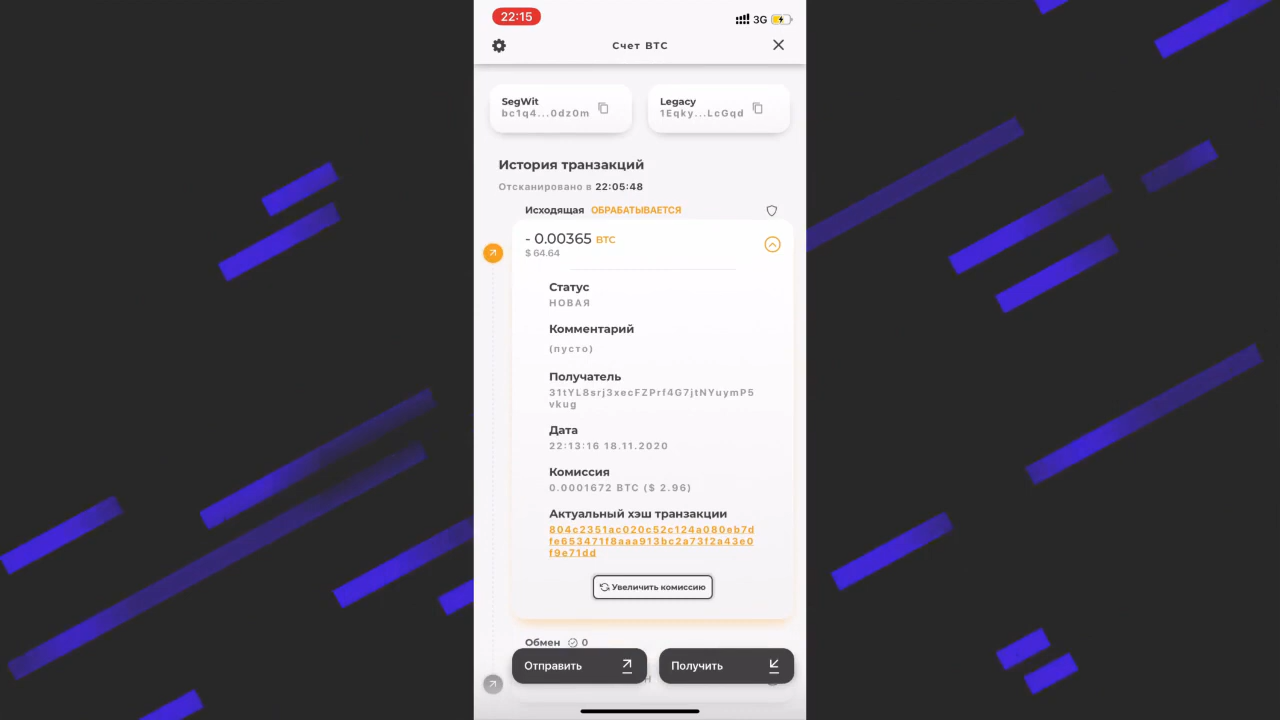 22:15
3G
Счет BTC
SegWit
bc1q4...0dz0m
Legacy
1Eqky...LcGqd
История транзакций
Отсканировано в 22:05:48
Исходящая ОБРАБАТЫВАЕТСЯ
- 0.00365 BTC
$ 64.64
Статус
НОВАЯ
Комментарий
(пусто)
Получатель
31tYL8srj3xecFZPrf4G7jtNYuymP5
vkug
Дата
22:13:16 18.11.2020
Комиссия
0.0001672 BTC ($ 2.96)
Актуальный хэш транзакции
804c2351ac020c52c124a080eb7d
fe653471f8aaa913bc2a73f2a43e0
f9e71dd
Увеличить комиссию
Обмен 0
Отправить
Получить